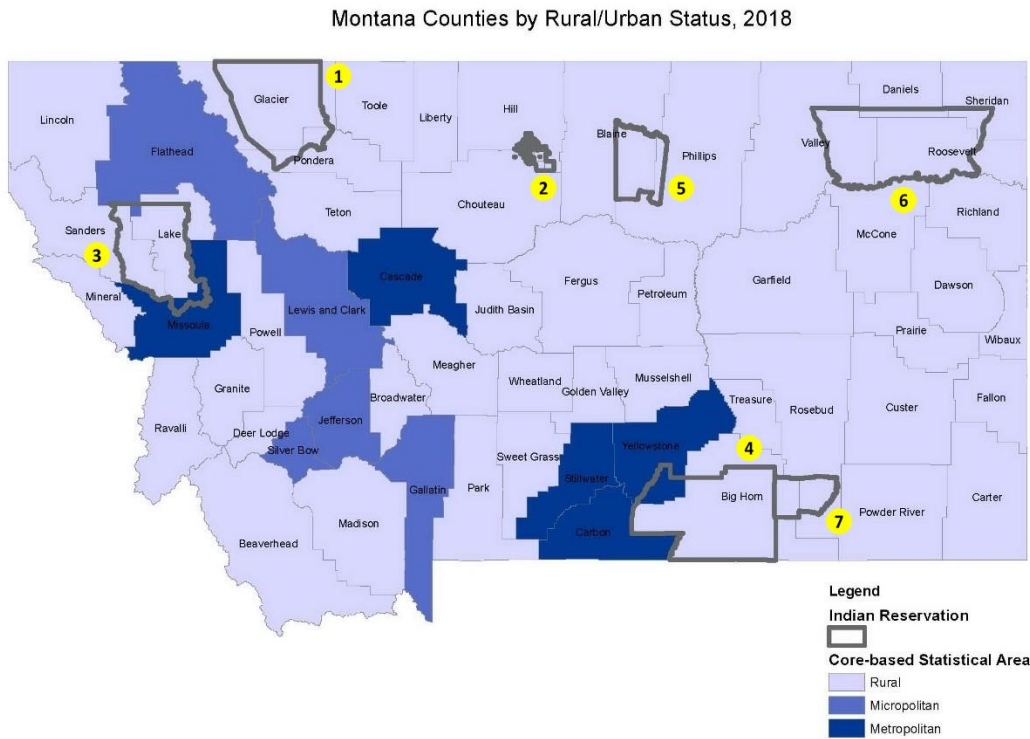 Montana Counties by Rural/Urban Status, 2018
1
Glacier
Toole
Daniels
Sheridan
Lincoln
Liberty
Hill
Flathead
Blaine
Valley
Roosevelt
Pondera
Phillips
2
5
6
Chouteau
Teton
Richland
Sanders
Lake
McCone
3
Cascade
Fergus
Garfield
Dawson
Mineral
Lewis and Clark
Petroleum
Missoula
Judith Basin
Powell
Prairie
Wibaux
Meagher
Granite
Wheatland
Musselshell
Golden Valley
Treasure
Rosebud
Custer
Fallon
Broadwater
Ravalli
Jefferson
Deer Lodge
Silver Bow
Sweet Grass
Yellowstone
4
Stillwater
Gallatin
Park
Big Horn
Carter
Madison
7
Powder River
Carbon
Beaverhead
Legend
Indian Reservation
Core-based Statistical Area
Rural
Micropolitan
Metropolitan